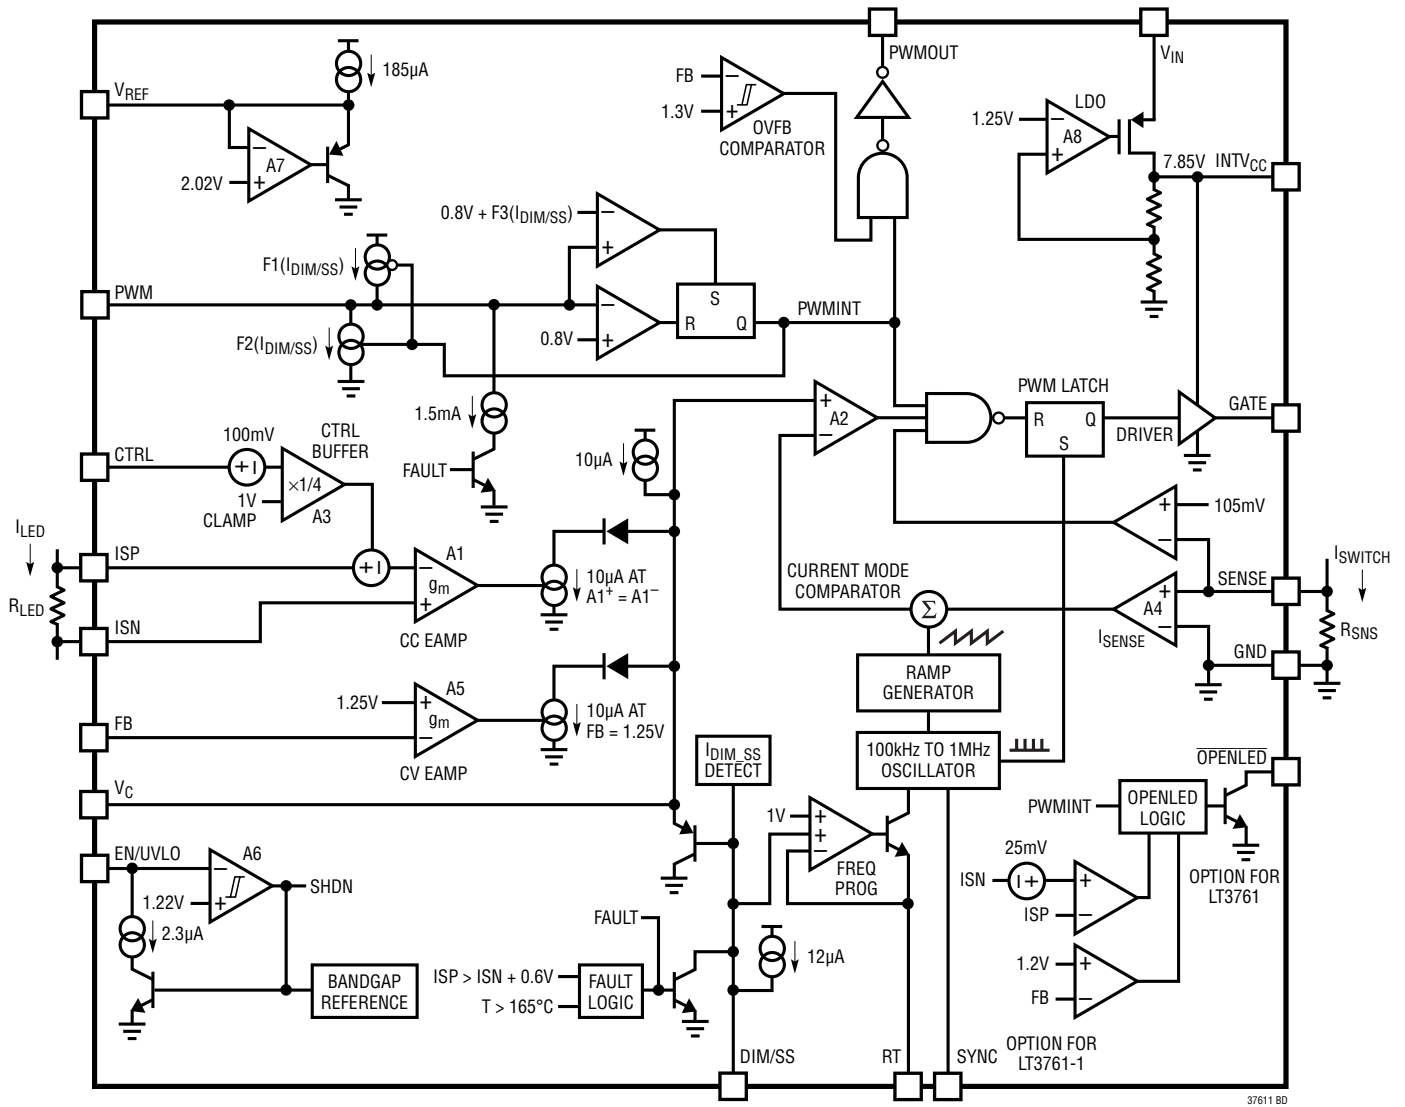 PWMOUT
VIN
185µA
VREF
FB
1.3V
OVFB
COMPARATOR
LDO
1.25V
A8
7.85V
INTVCC
A7
2.02V
0.8V + F3(IDIM/SS)
F1(IDIM/SS)
PWM
S
R
Q
PWMINT
0.8V
F2(IDIM/SS)
1.5mA
FAULT
A2
PWM LATCH
R
Q
S
DRIVER
GATE
CTRL
100mV
CTRL
BUFFER
×1/4
A3
1V
CLAMP
10µA
105mV
ILED
RLED
ISP
ISN
A1
gm
CC EAMP
10µA AT
A1+ = A1–
CURRENT MODE
COMPARATOR
Σ
A4
ISENSE
SENSE
GND
ISWITCH
RSNS
RAMP
GENERATOR
1.25V
A5
gm
CV EAMP
FB
10µA AT
FB = 1.25V
100kHz TO 1MHz
OSCILLATOR
IDIM_SS
DETECT
VC
1V
FREQ
PROG
OPENLED
PWMINT
OPENLED
LOGIC
OPTION FOR
LT3761
25mV
ISN
ISP
1.2V
FB
OPTION FOR
LT3761-1
EN/UVLO
A6
1.22V
SHDN
2.3µA
BANDGAP
REFERENCE
FAULT
ISP > ISN + 0.6V
T > 165°C
FAULT
LOGIC
12µA
DIM/SS
RT
SYNC
37611 BD